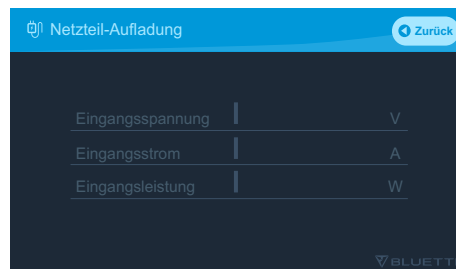 Netzteil-Aufladung Zurück
Eingangsspannung V
Eingangsstrom A
Eingangsleistung W
BLUETTI